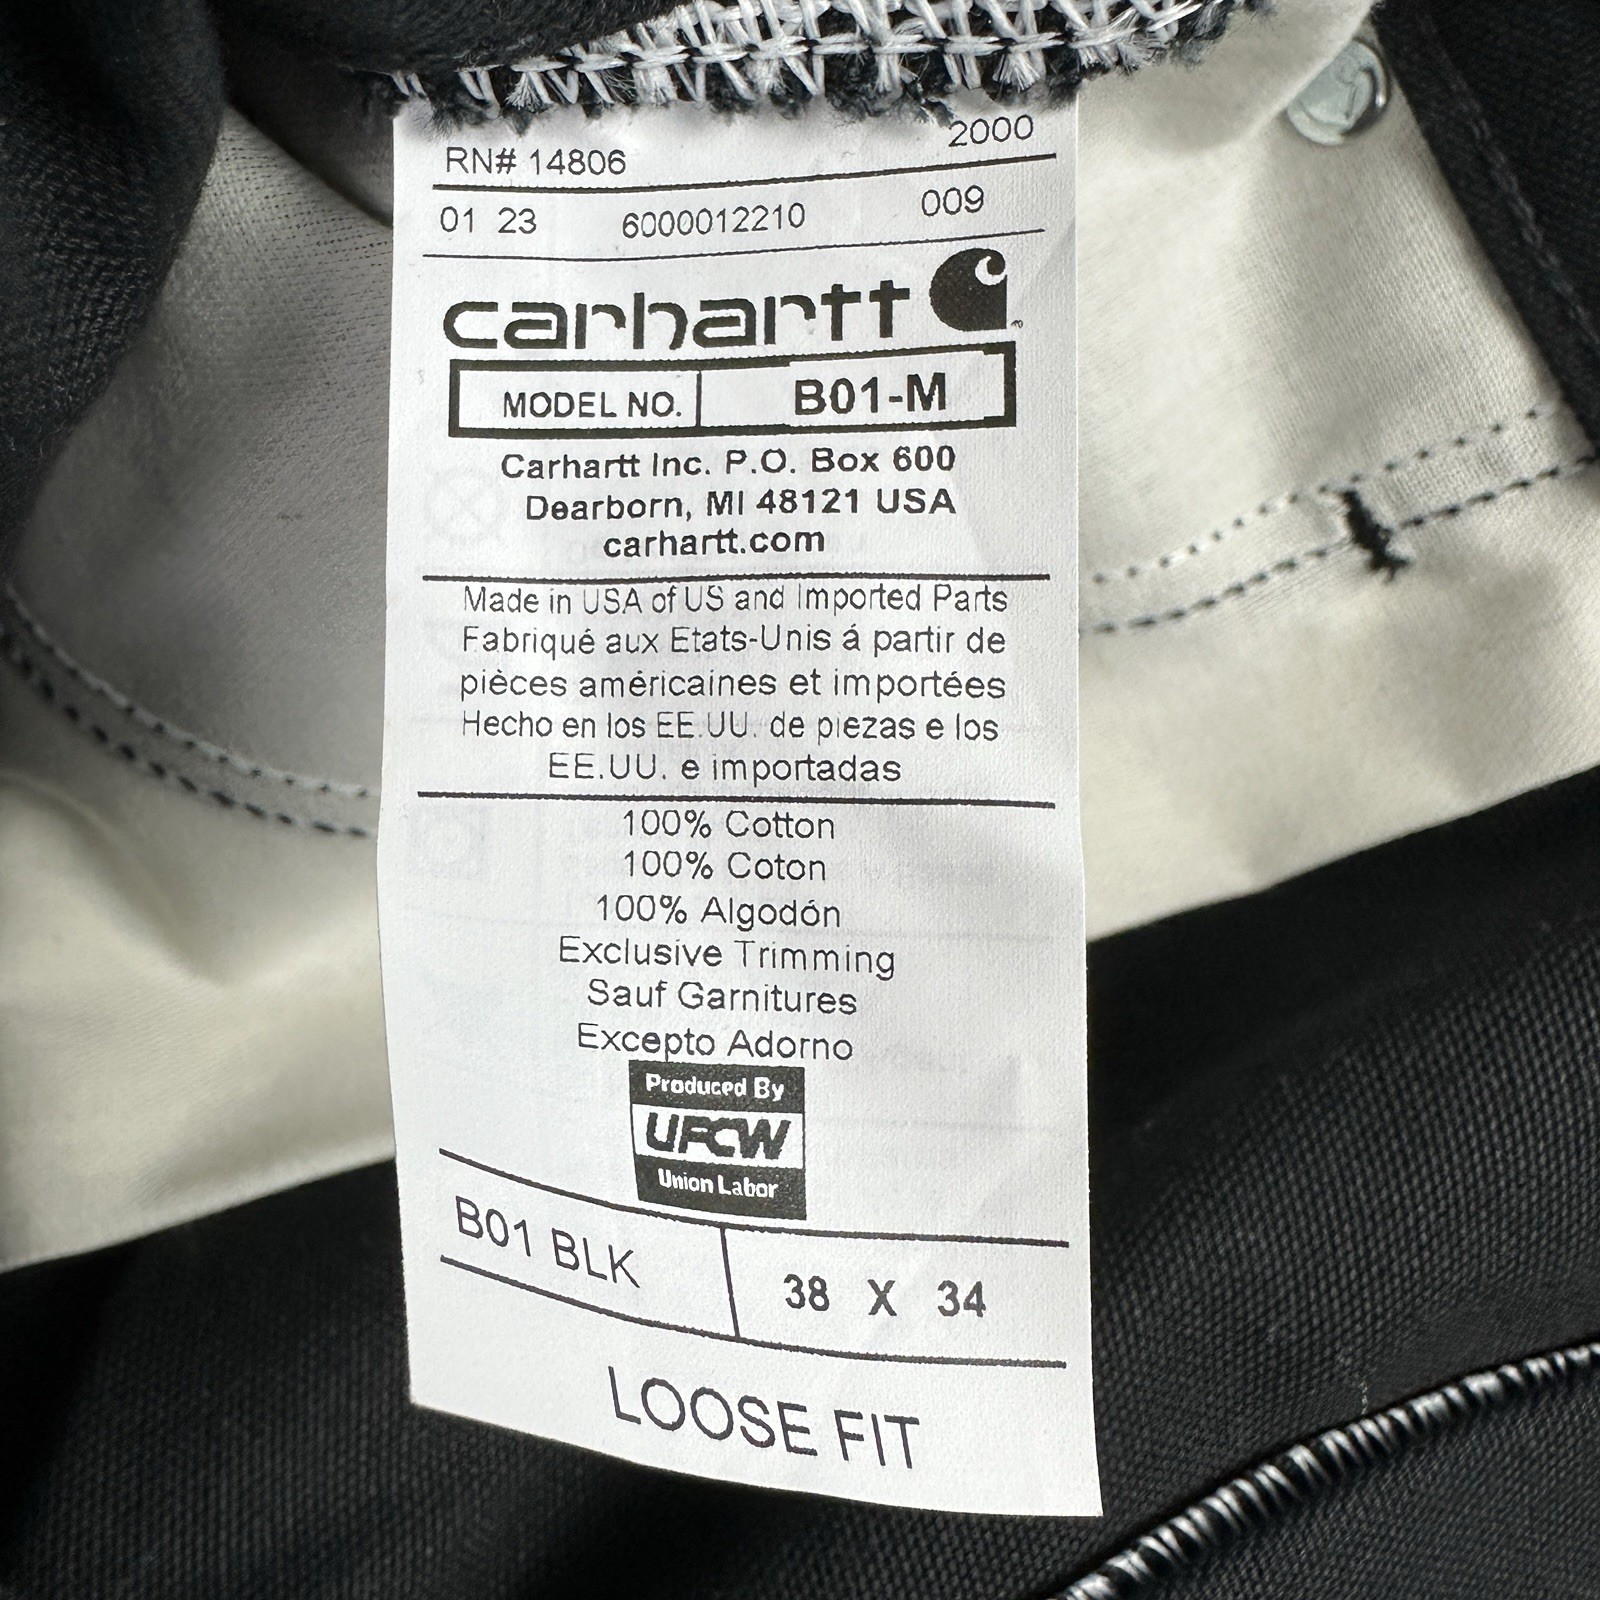 2000
RN# 14806
01 23 6000012210 009
carhartt
MODEL NO. B01-M
Carhartt Inc. P.O. Box 600
Dearborn, MI 48121 USA
carhartt.com
Made in USA of US and Imported Parts
Fabriqué aux Etats-Unis á partir de
pièces américaines et importées
Hecho en los EE.UU. de piezas e los
EE.UU. e importadas
100% Cotton
100% Coton
100% Algodón
Exclusive Trimming
Sauf Garnitures
Excepto Adorno
Produced By
UFCW
Union Labor
B01 BLK 38 X 34
LOOSE FIT